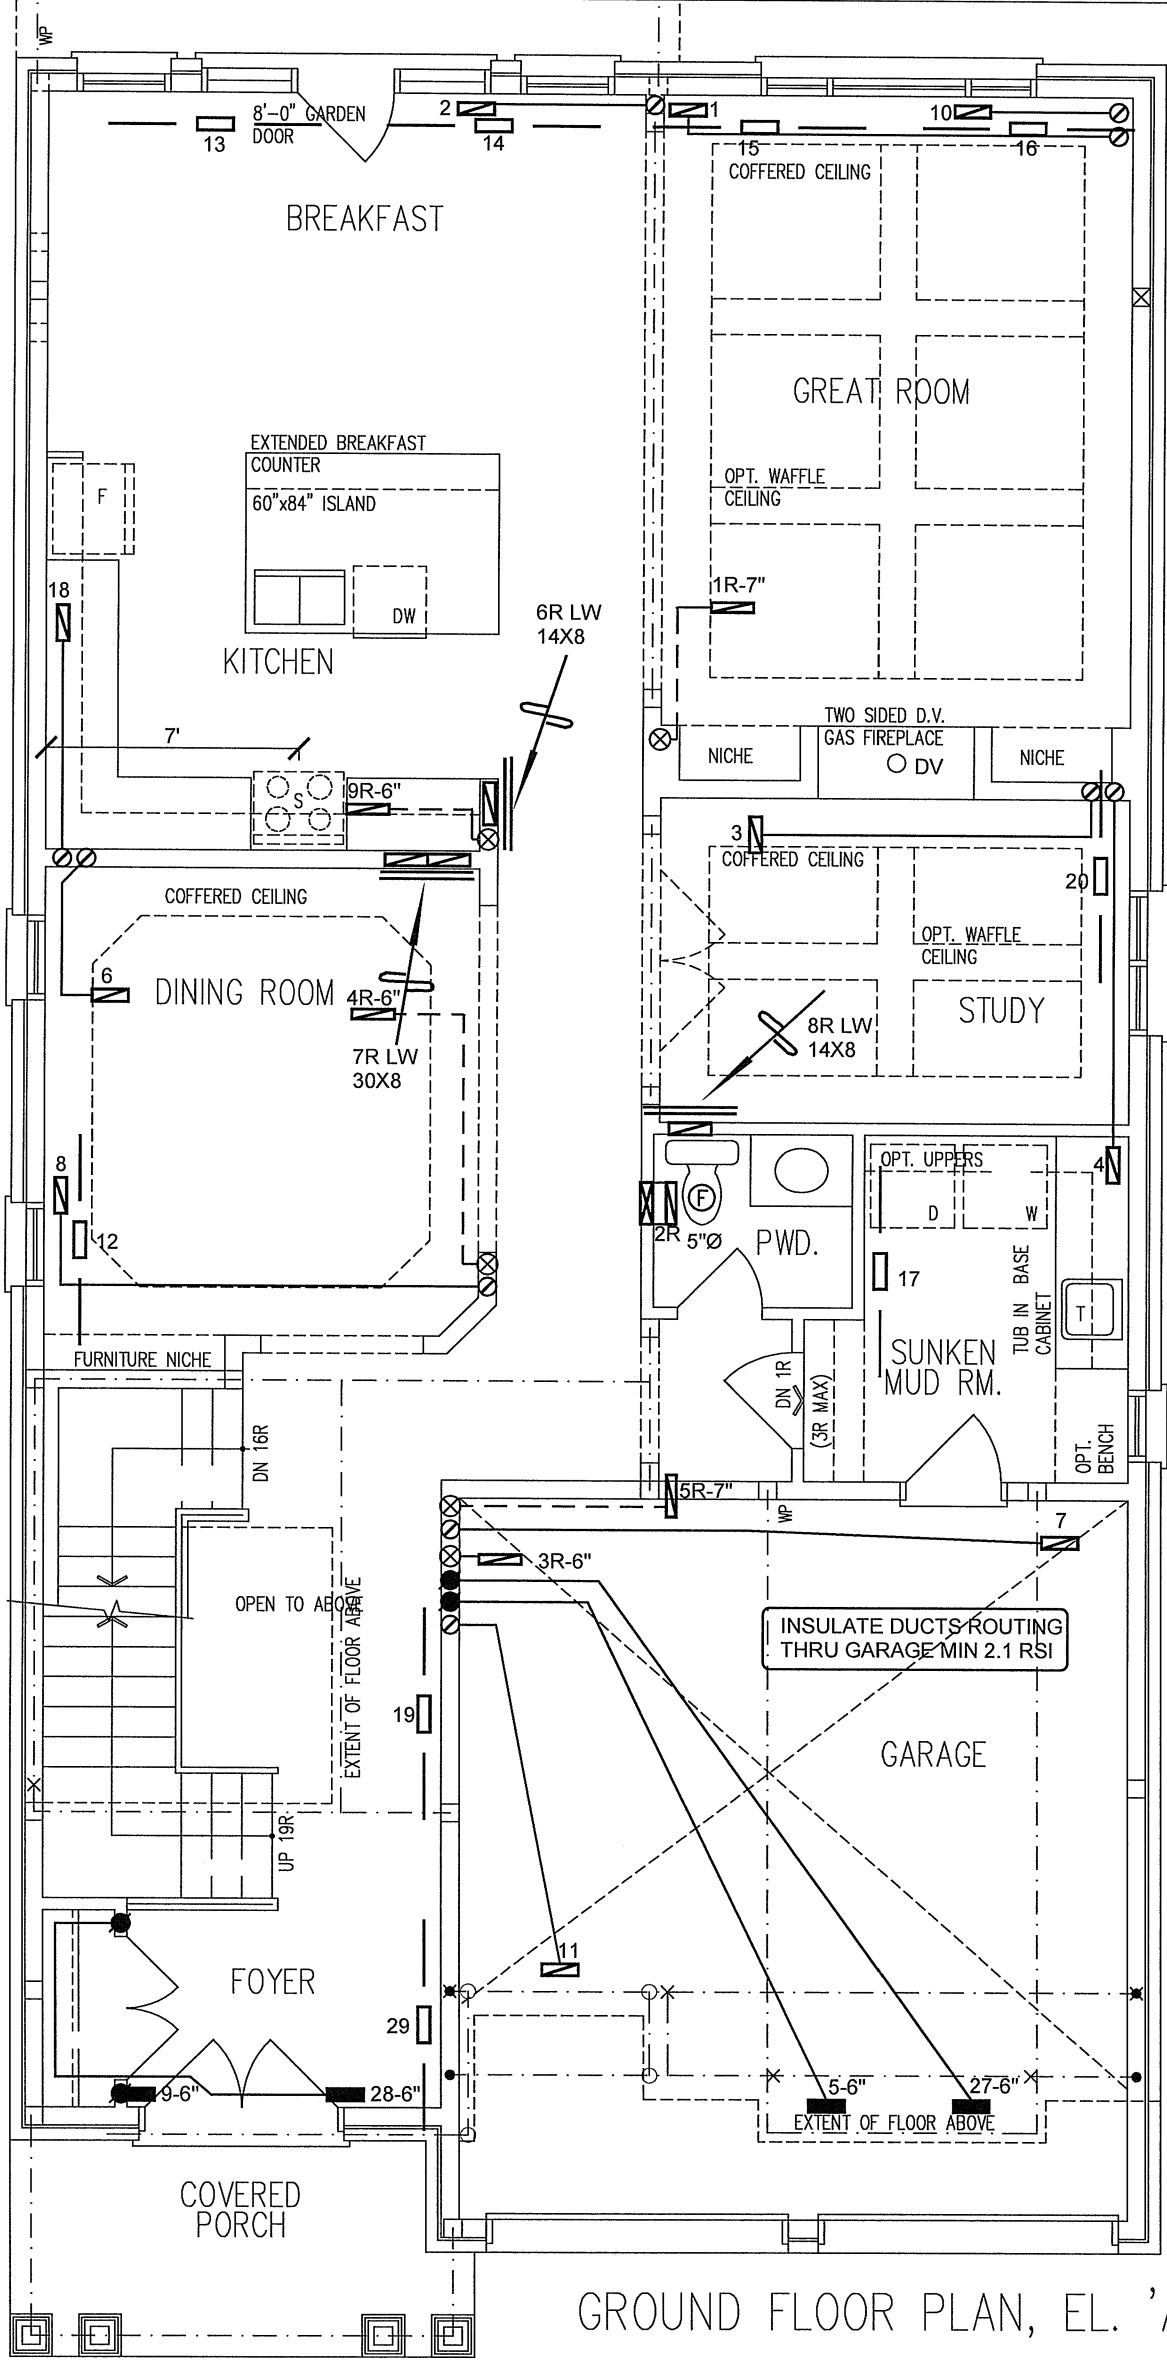 WP
8'-0" GARDEN
DOOR
13
2
14
1
15
10
16
COFFERED CEILING
BREAKFAST
GREAT ROOM
EXTENDED BREAKFAST
COUNTER
60"x84" ISLAND
F
DW
OPT. WAFFLE
CEILING
18
1R-7"
6R LW
14X8
KITCHEN
7'
TWO SIDED D.V.
GAS FIREPLACE
NICHE
DV
NICHE
S
9R-6"
3
COFFERED CEILING
20
COFFERED CEILING
OPT. WAFFLE
CEILING
6
DINING ROOM
4R-6"
STUDY
7R LW
30X8
8R LW
14X8
8
12
OPT. UPPERS
4
F
2R
5"Ø
PWD.
D
W
17
TUB IN BASE
CABINET
T
FURNITURE NICHE
SUNKEN
MUD RM.
DN 1R
(3R MAX)
OPT.
BENCH
DN 16R
5R-7"
WP
7
3R-6"
OPEN TO ABOVE
EXTENT OF FLOOR ABOVE
INSULATE DUCTS ROUTING
THRU GARAGE MIN 2.1 RSI
19
GARAGE
UP 19R
11
FOYER
29
9-6"
28-6"
5-6"
27-6"
EXTENT OF FLOOR ABOVE
COVERED
PORCH
GROUND FLOOR PLAN, EL. 'A